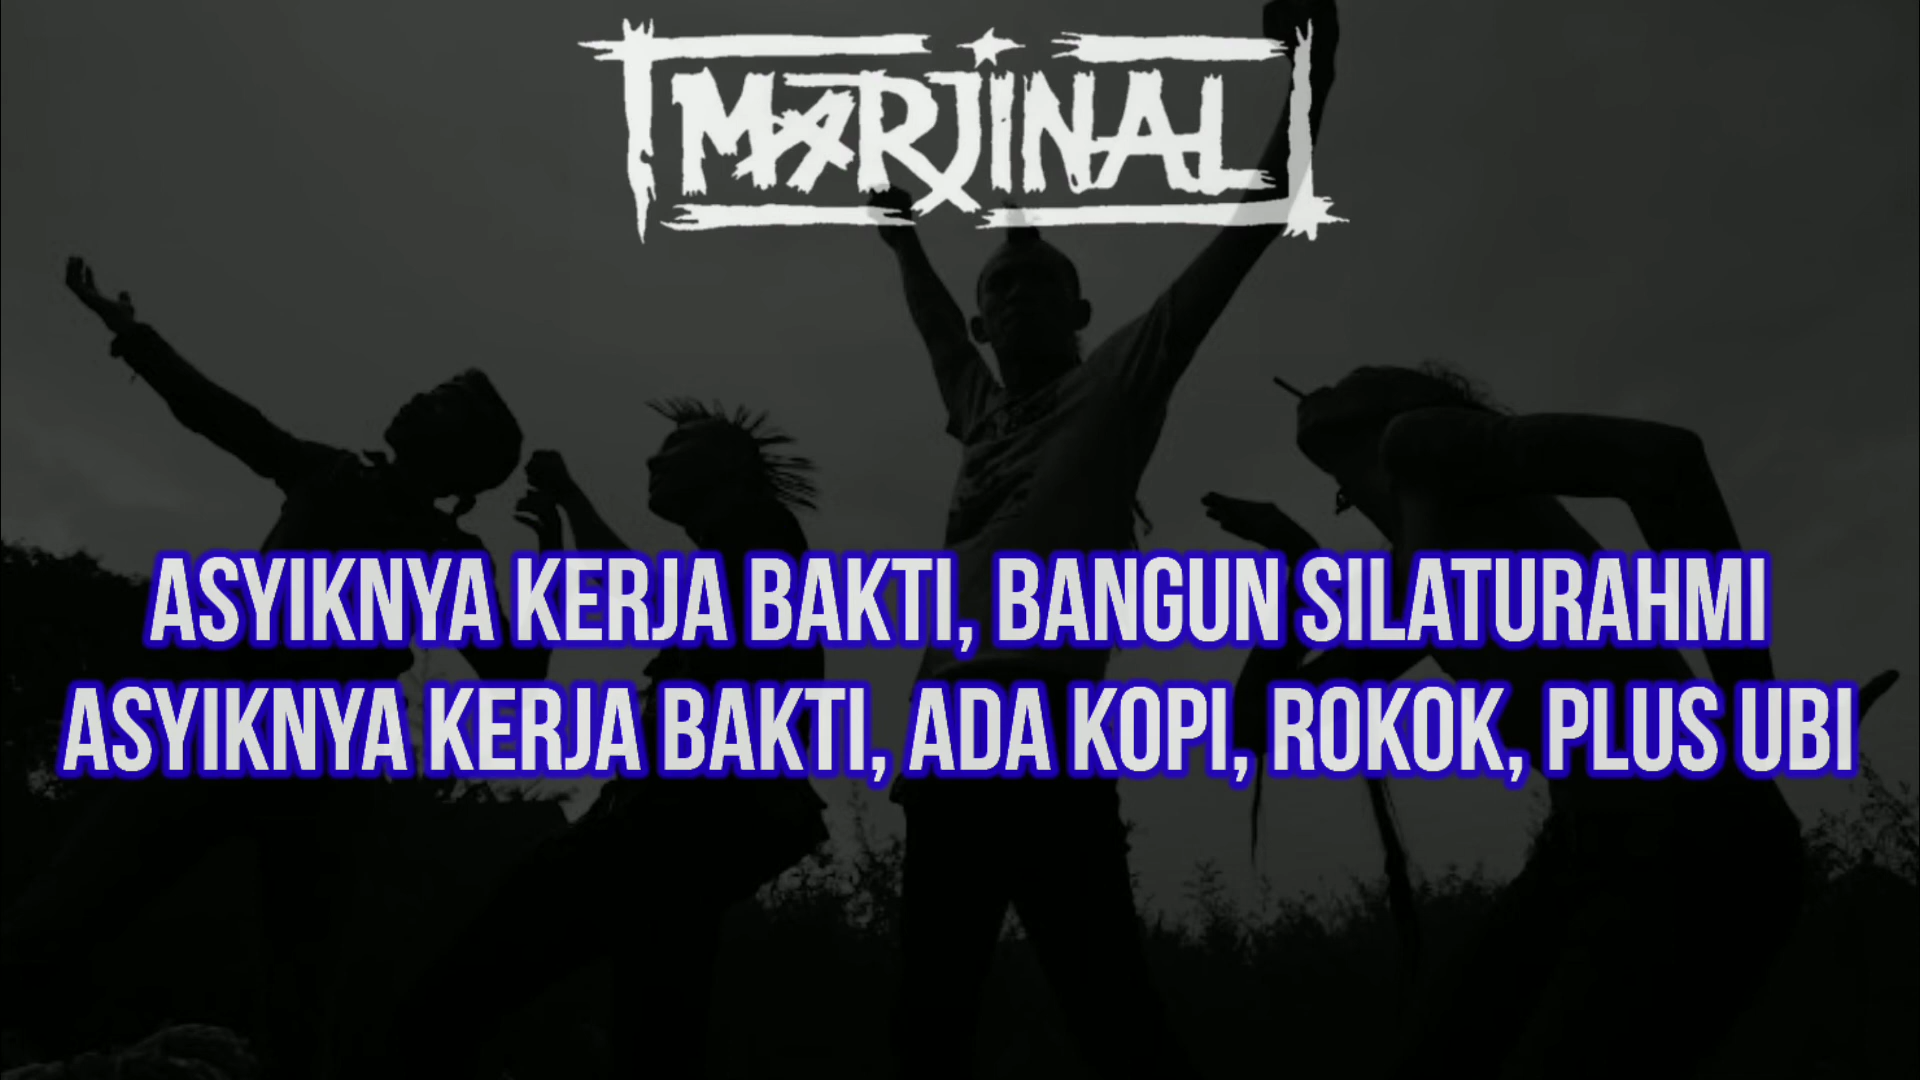 MARJINAL
ASYIKNYA KERJA BAKTI, BANGUN SILATURAHMI
ASYIKNYA KERJA BAKTI, ADA KOPI, ROKOK, PLUS UBI